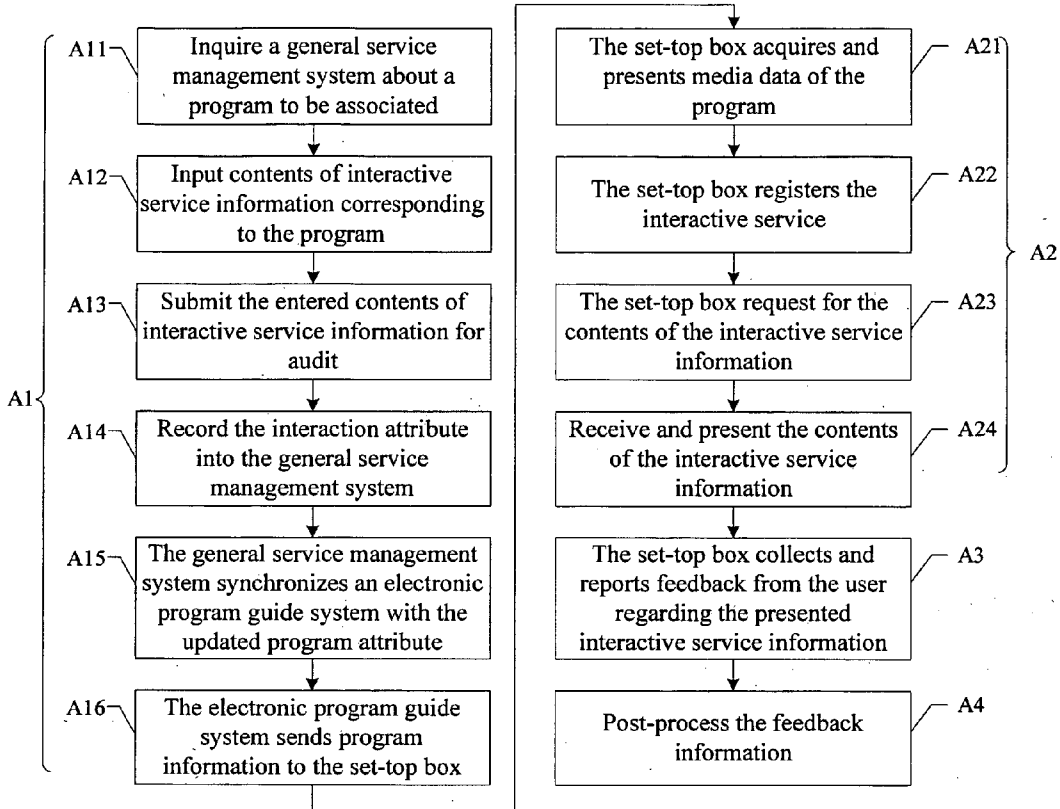 A1
A11
Inquire a general service
management system about a
program to be associated
A12
Input contents of interactive
service information corresponding
to the program
A13
Submit the entered contents of
interactive service information for
audit
A14
Record the interaction attribute
into the general service
management system
A15
The general service management
system synchronizes an electronic
program guide system with the
updated program attribute
A16
The electronic program guide
system sends program
information to the set-top box
The set-top box acquires and
presents media data of the
program
A21
The set-top box registers the
interactive service
A22
A2
The set-top box request for the
contents of the interactive service
information
A23
Receive and present the contents
of the interactive service
information
A24
The set-top box collects and
reports feedback from the user
regarding the presented
interactive service information
A3
Post-process the feedback
information
A4